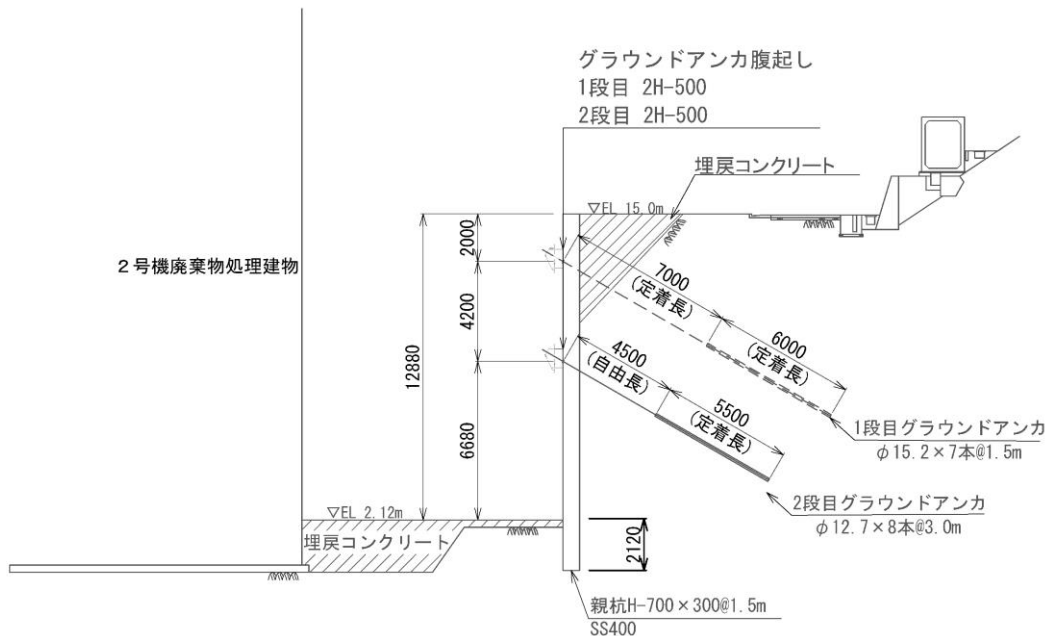 グラウンドアンカ腹起し
1段目 2H-500
2段目 2H-500
埋戻コンクリート
▽EL 15.0m
2000
2号機廃棄物処理建物
7000
(定着長)
4200
6000
(定着長)
12880
4500
(自由長)
5500
(定着長)
1段目グラウンドアンカ
φ15.2×7本@1.5m
6680
2段目グラウンドアンカ
φ12.7×8本@3.0m
▽EL 2.12m
埋戻コンクリート
2120
親杭H-700×300@1.5m
SS400